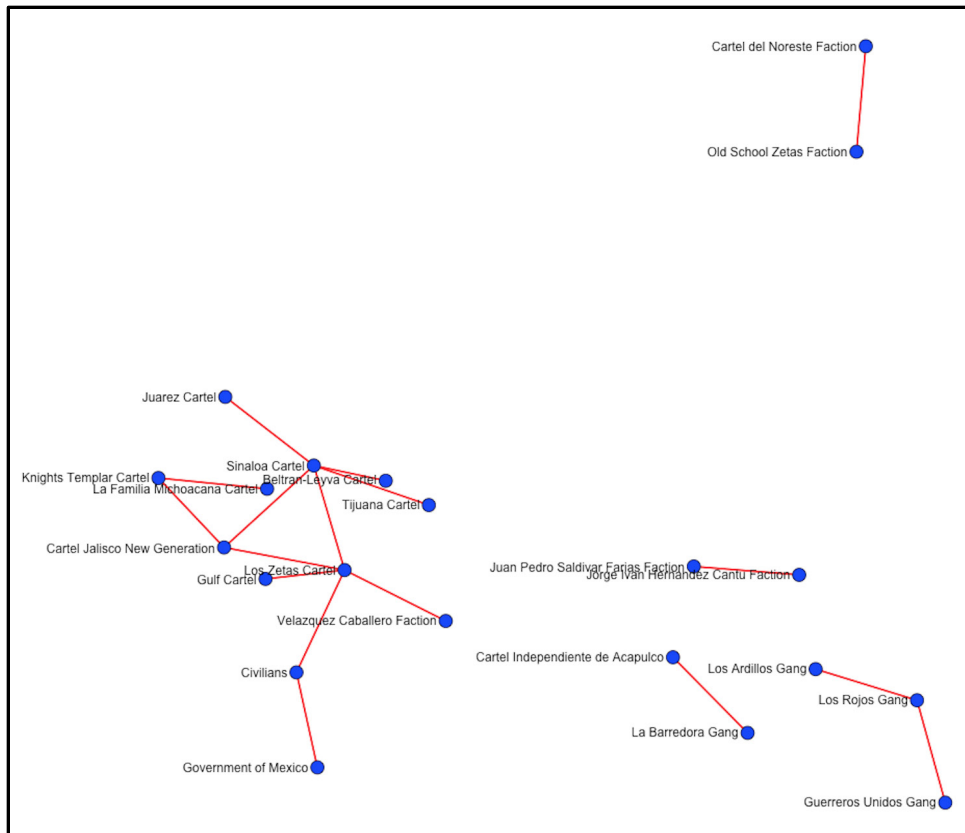 Cartel del Noreste Faction
Old School Zetas Faction
Juarez Cartel
Sinaloa Cartel
Knights Templar Cartel
Beltran-Leyva Cartel
La Familia Michoacana Cartel
Tijuana Cartel
Cartel Jalisco New Generation
Los Zetas Cartel
Gulf Cartel
Juan Pedro Saldivar Farias Faction
Jorge Ivan Hernandez Cantu Faction
Velazquez Caballero Faction
Cartel Independiente de Acapulco
Civilians
Los Ardillos Gang
Los Rojos Gang
La Barredora Gang
Government of Mexico
Guerreros Unidos Gang